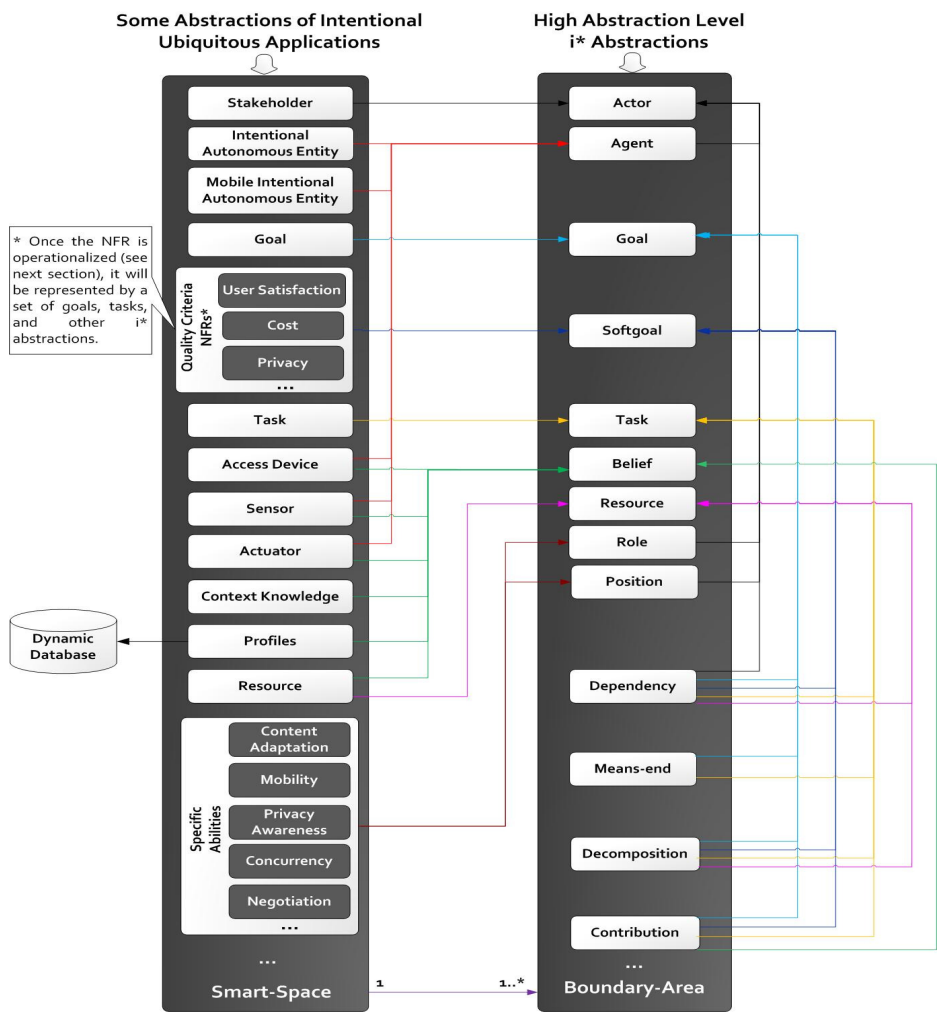 Some Abstractions of Intentional
Ubiquitous Applications
High Abstraction Level
i* Abstractions
Stakeholder
Intentional
Autonomous Entity
Mobile Intentional
Autonomous Entity
Goal
* Once the NFR is
operationalized (see
next section), it will
be represented by a
set of goals, tasks,
and other i*
abstractions.
Quality Criteria
NFRs*
User Satisfaction
Cost
Privacy
...
Task
Access Device
Sensor
Actuator
Context Knowledge
Profiles
Dynamic
Database
Resource
Specific
Abilities
Content
Adaptation
Mobility
Privacy
Awareness
Concurrency
Negotiation
...
...
Smart-Space
1
1..*
Actor
Agent
Goal
Softgoal
Task
Belief
Resource
Role
Position
Dependency
Means-end
Decomposition
Contribution
...
Boundary-Area